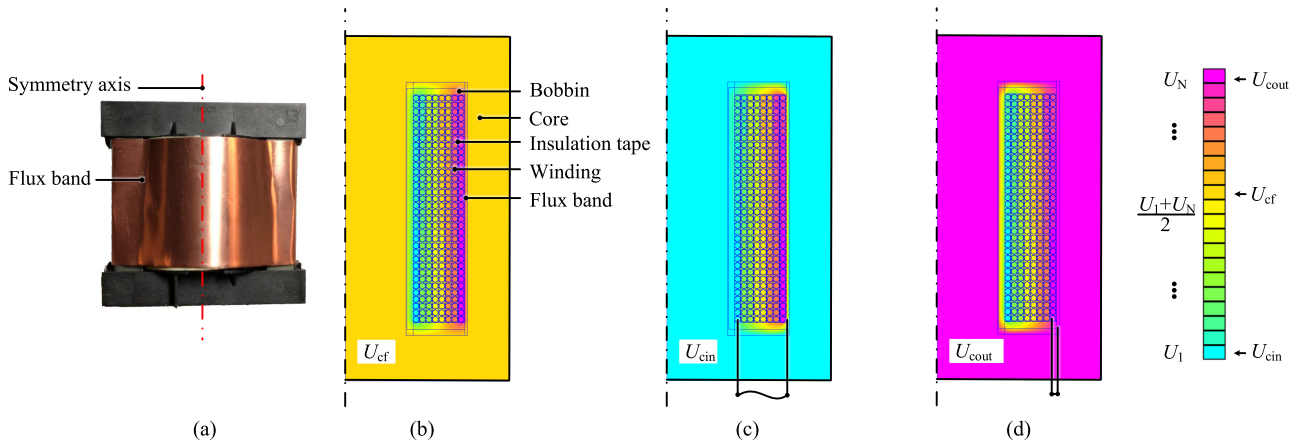 Symmetry axis
Flux band
(a)
Bobbin
Core
Insulation tape
Winding
Flux band
U_cf
(b)
U_cin
(c)
U_cout
(d)
U_N
U_cout
U_1+U_N
2
U_cf
U_1
U_cin